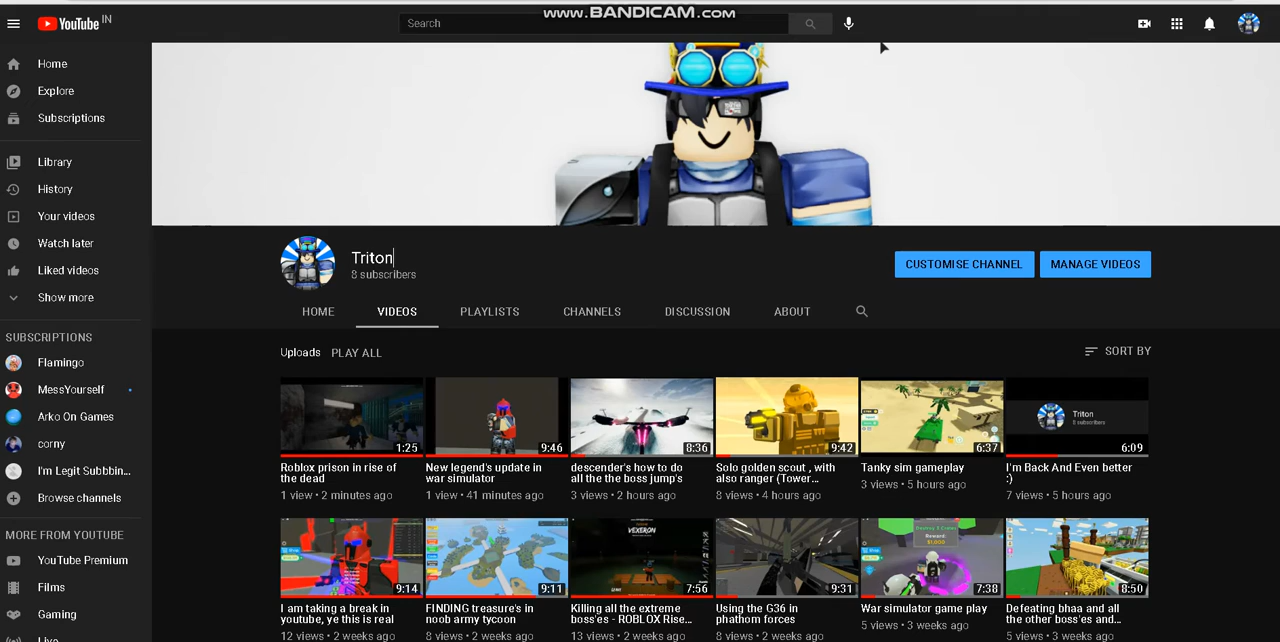 www.BANDICAM.com
YouTube IN
Search
Home
Explore
Subscriptions
Library
History
Your videos
Watch later
Liked videos
Show more
SUBSCRIPTIONS
Flamingo
MessYourself
Arko On Games
corny
I'm Legit Subbbin...
Browse channels
MORE FROM YOUTUBE
YouTube Premium
Films
Gaming
Live
Triton
8 subscribers
CUSTOMISE CHANNEL
MANAGE VIDEOS
HOME
VIDEOS
PLAYLISTS
CHANNELS
DISCUSSION
ABOUT
Uploads
PLAY ALL
SORT BY
1:25
Roblox prison in rise of
the dead
1 view • 2 minutes ago
9:46
New legend's update in
war simulator
1 view • 41 minutes ago
8:36
descender's how to do
all the the boss jump's
3 views • 2 hours ago
9:42
Solo golden scout , with
also ranger (Tower...
8 views • 4 hours ago
6:37
Tanky sim gameplay
3 views • 5 hours ago
Triton
8 subscribers
6:09
I'm Back And Even better
:)
7 views • 5 hours ago
9:14
I am taking a break in
youtube, ye this is real
12 views • 2 weeks ago
9:11
FINDING treasure's in
noob army tycoon
8 views • 2 weeks ago
VEXERON
7:56
Killing all the extreme
bosss'es - ROBLOX Rise...
13 views • 2 weeks ago
9:31
Using the G36 in
phathom forces
8 views • 2 weeks ago
Reward:
$1,000
7:38
War simulator game play
5 views • 3 weeks ago
8:50
Defeating bhaa and all
the other boss'es and...
5 views • 3 weeks ago